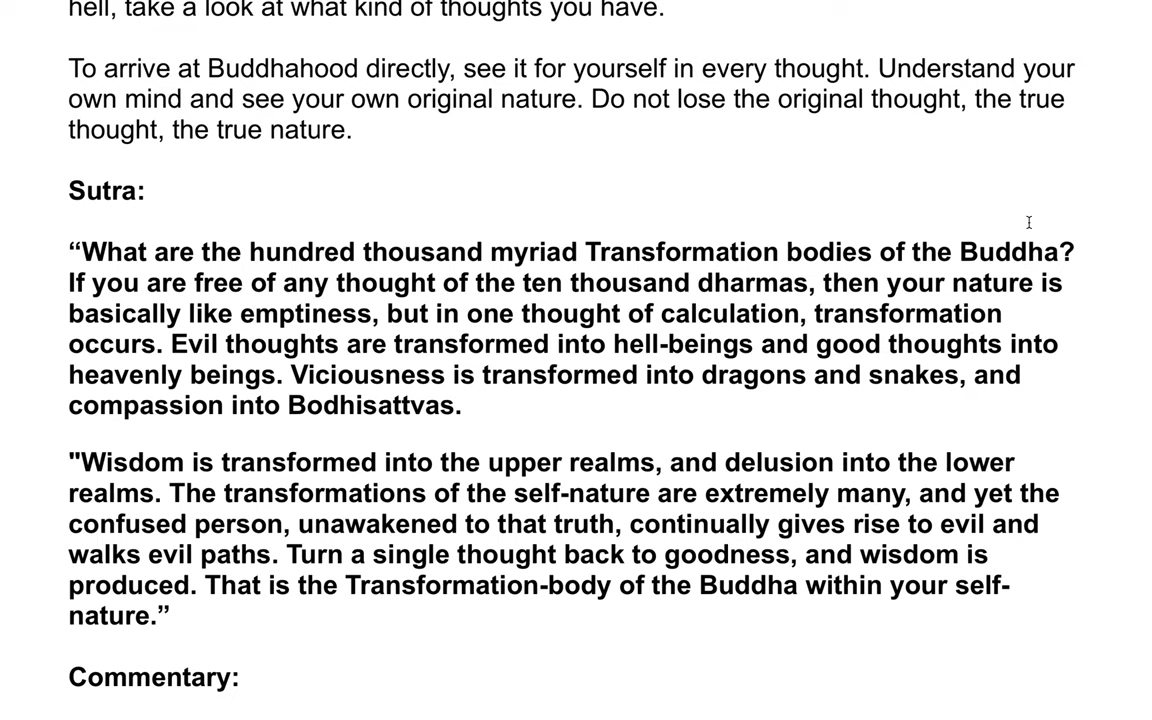 hell, take a look at what kind of thoughts you have.
To arrive at Buddhahood directly, see it for yourself in every thought. Understand your
own mind and see your own original nature. Do not lose the original thought, the true
thought, the true nature.
Sutra:
“What are the hundred thousand myriad Transformation bodies of the Buddha?
If you are free of any thought of the ten thousand dharmas, then your nature is
basically like emptiness, but in one thought of calculation, transformation
occurs. Evil thoughts are transformed into hell-beings and good thoughts into
heavenly beings. Viciousness is transformed into dragons and snakes, and
compassion into Bodhisattvas.
"Wisdom is transformed into the upper realms, and delusion into the lower
realms. The transformations of the self-nature are extremely many, and yet the
confused person, unawakened to that truth, continually gives rise to evil and
walks evil paths. Turn a single thought back to goodness, and wisdom is
produced. That is the Transformation-body of the Buddha within your self-
nature.”
Commentary: